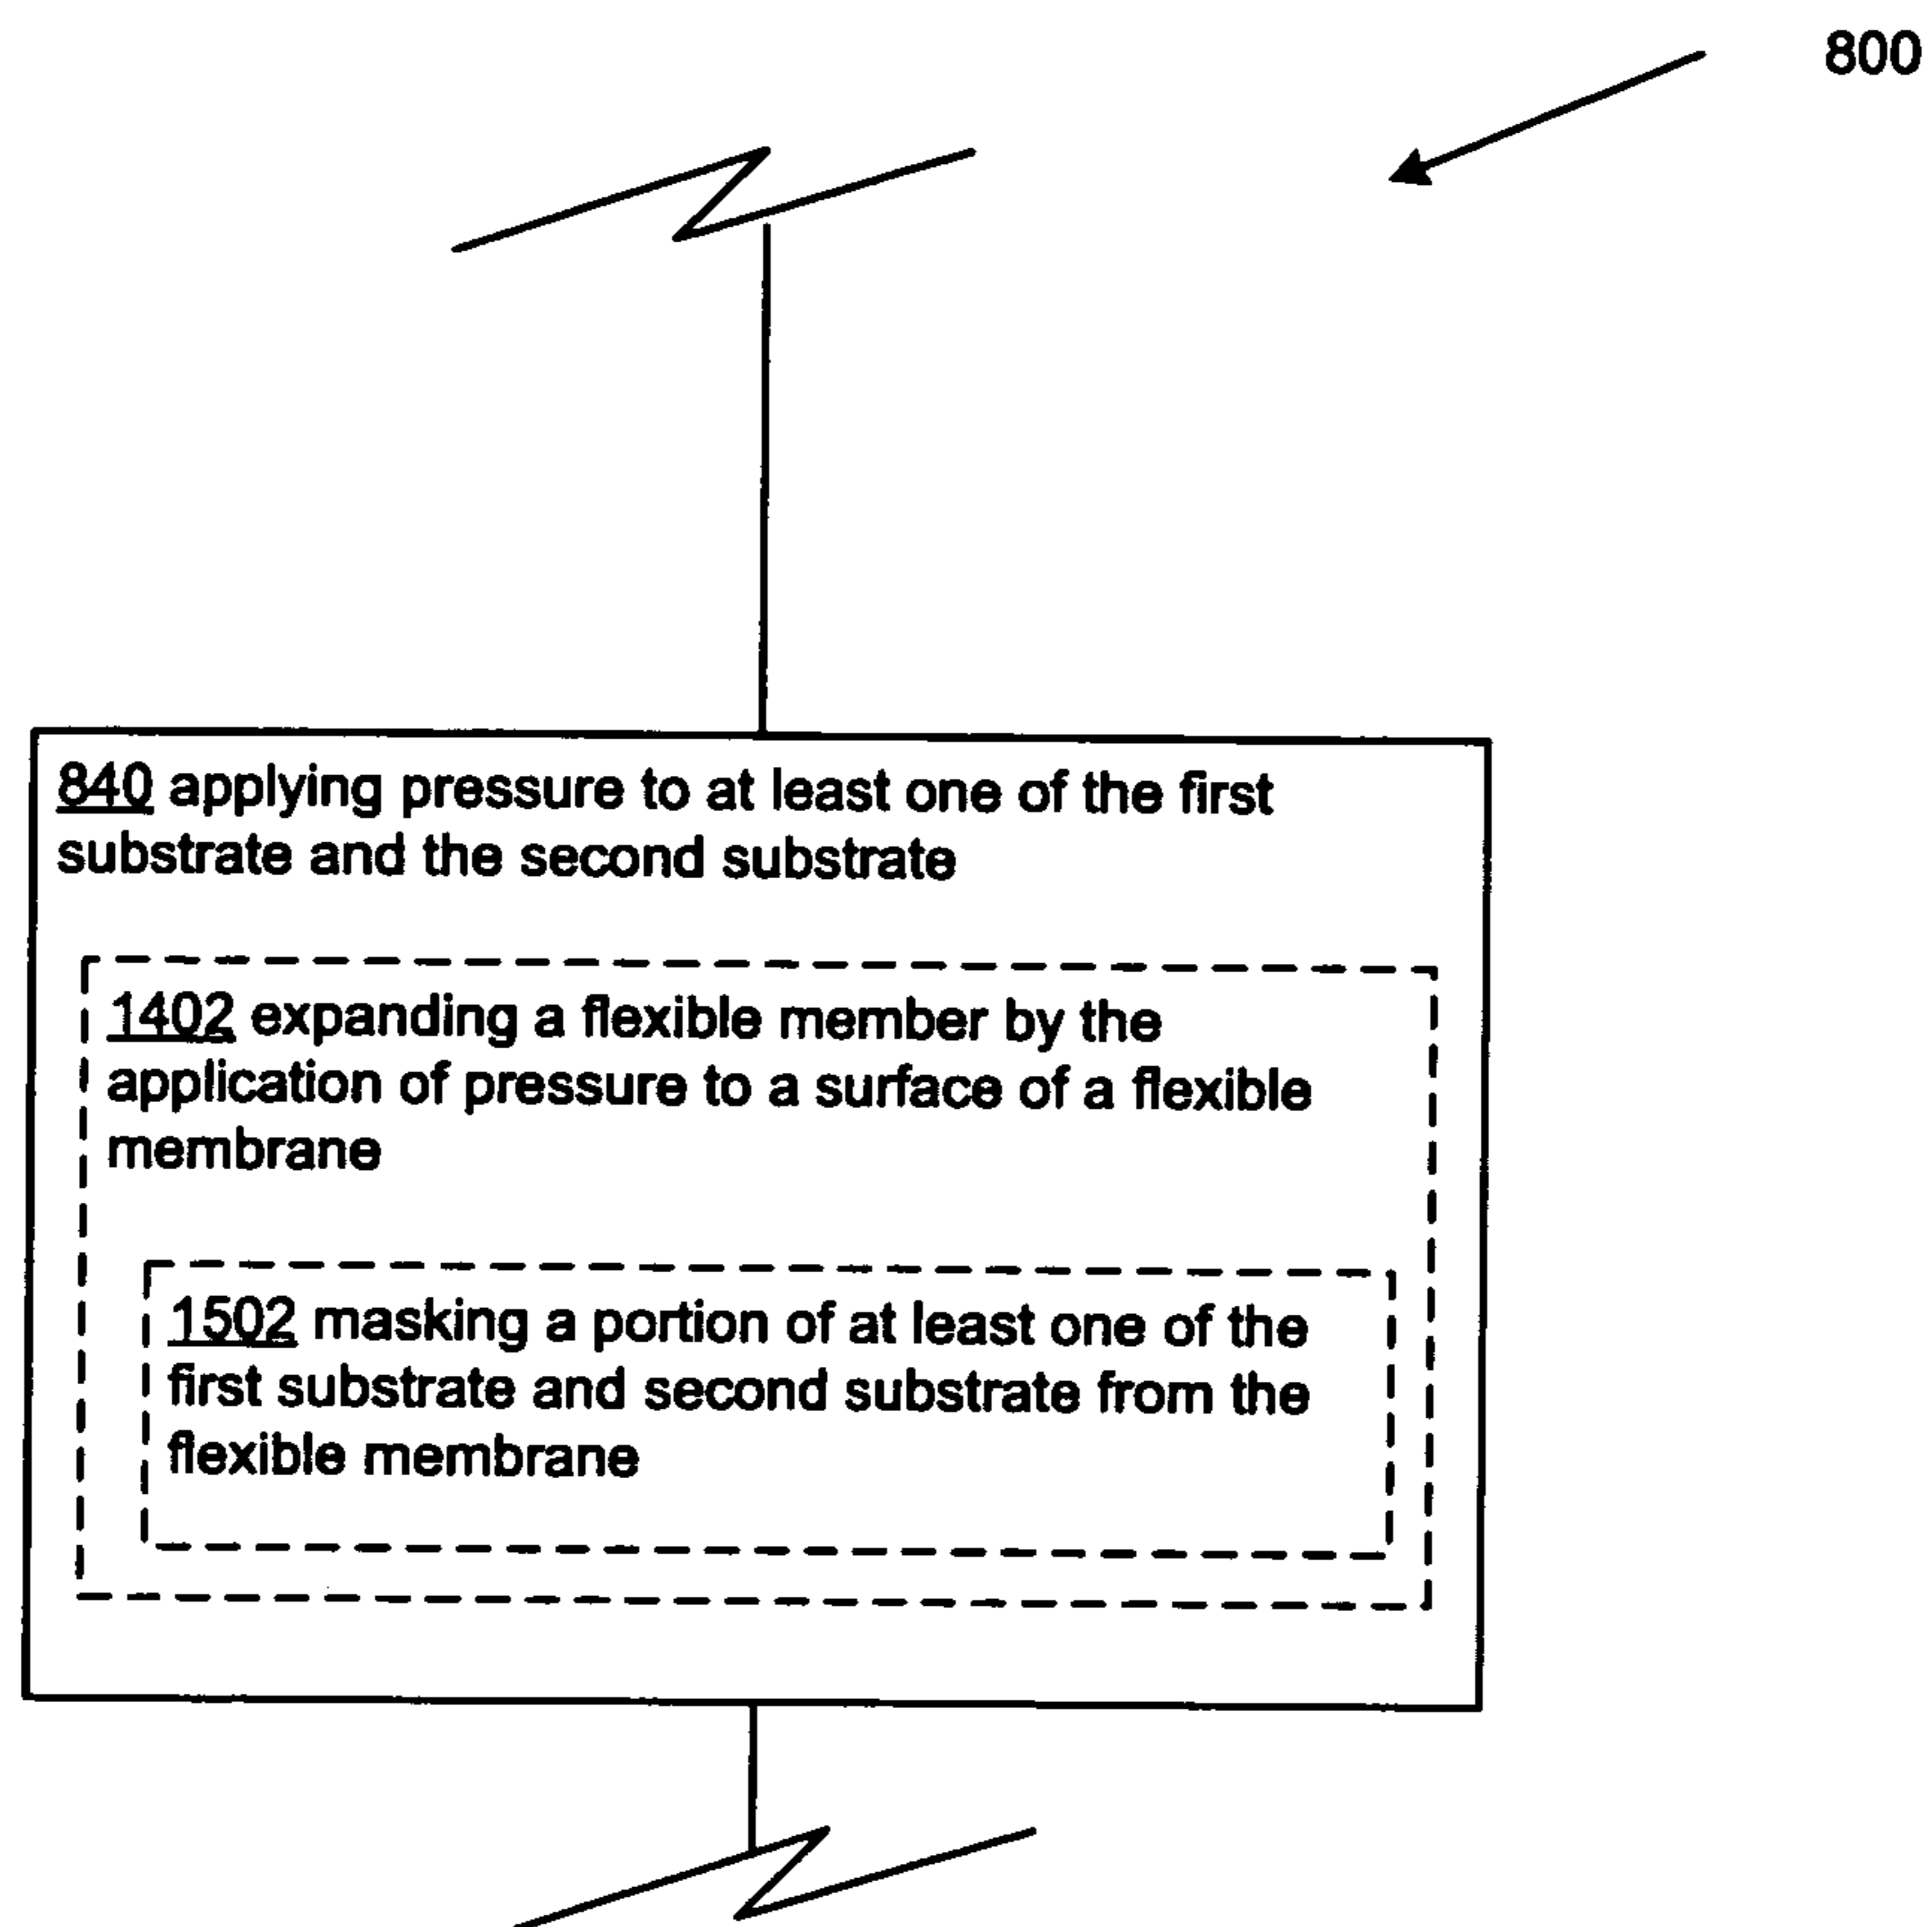 800
840 applying pressure to at least one of the first
substrate and the second substrate
1402 expanding a flexible member by the
application of pressure to a surface of a flexible
membrane
1502 masking a portion of at least one of the
first substrate and second substrate from the
flexible membrane